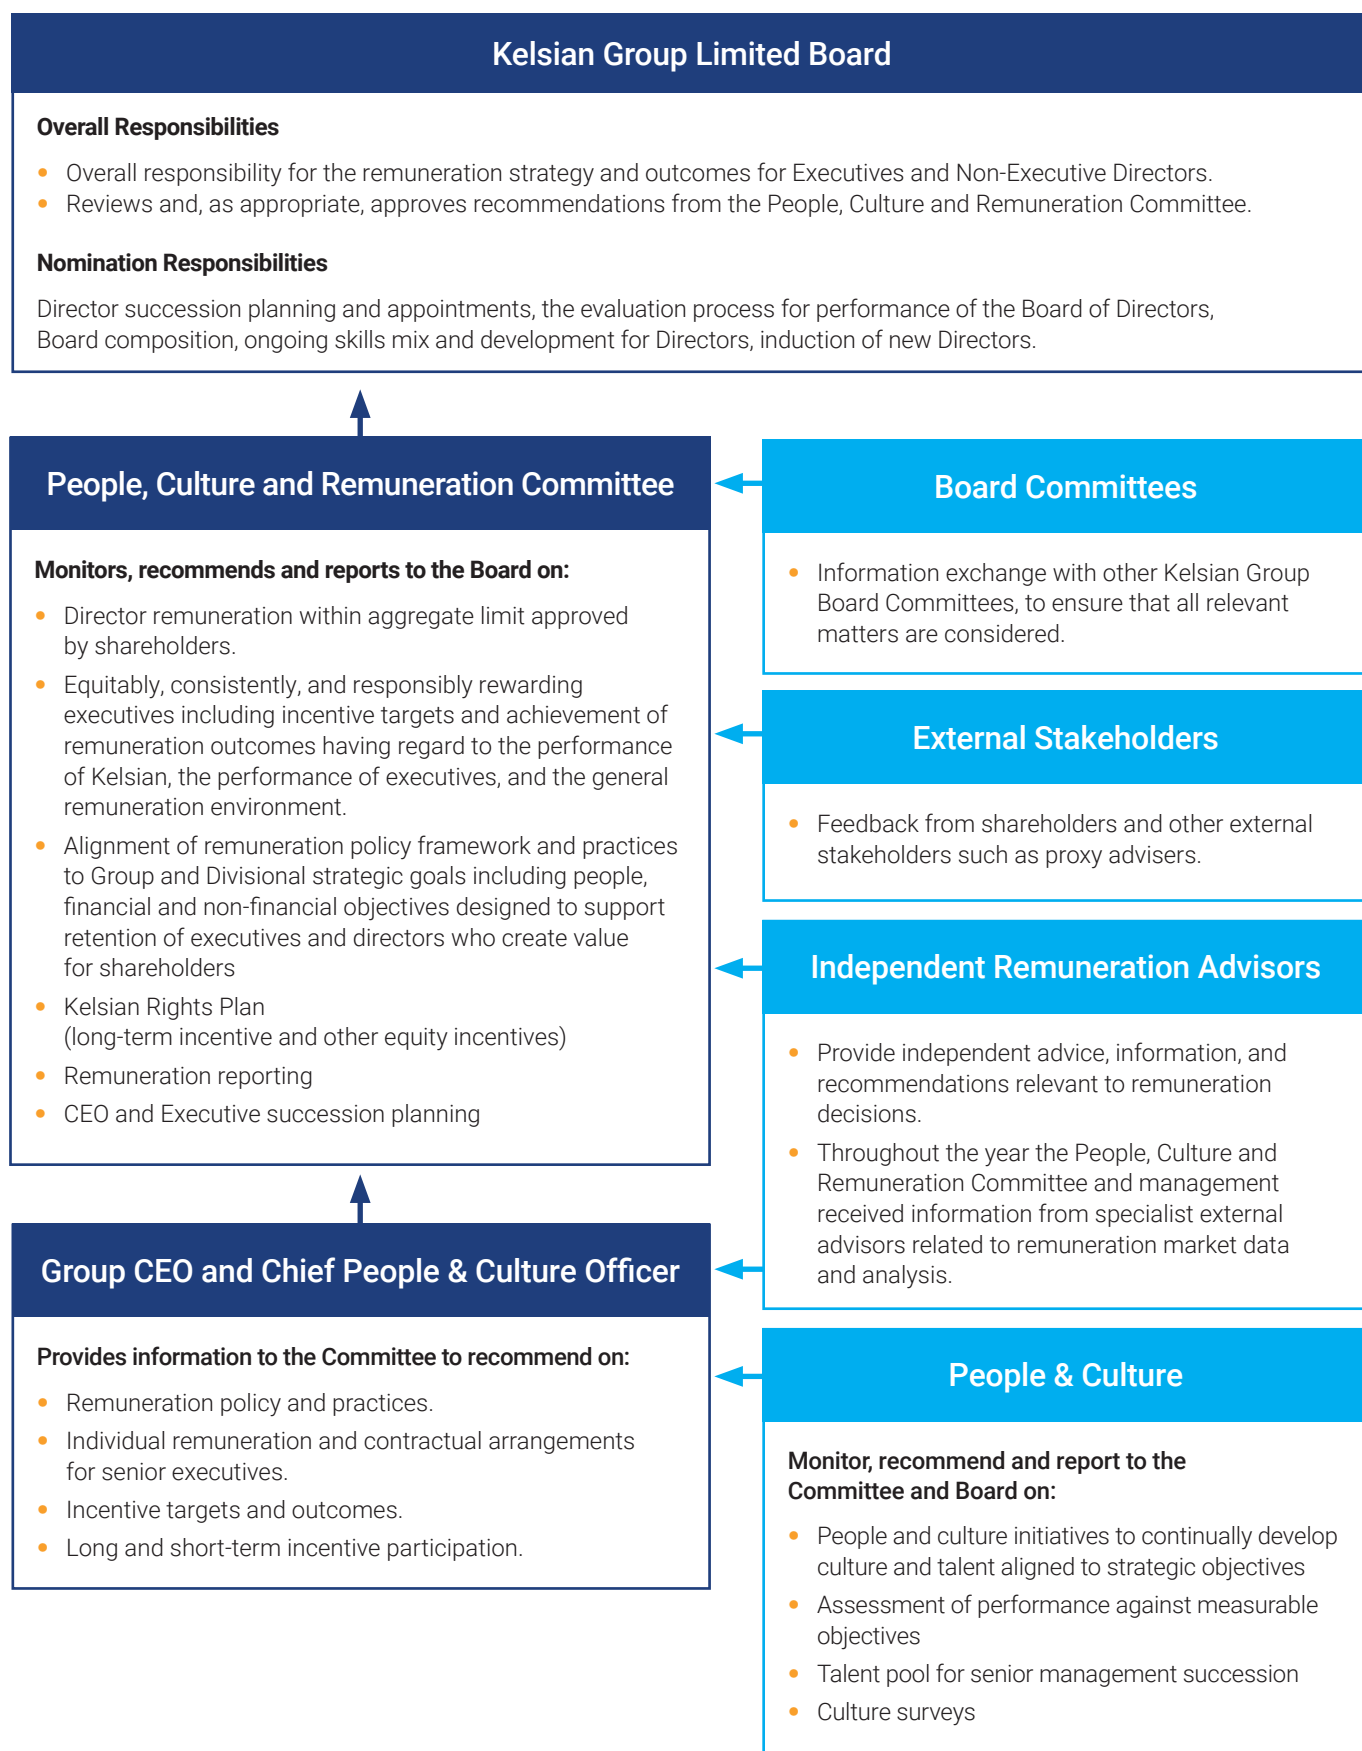 Kelsian Group Limited Board
Overall Responsibilities
• Overall responsibility for the remuneration strategy and outcomes for Executives and Non-Executive Directors.
• Reviews and, as appropriate, approves recommendations from the People, Culture and Remuneration Committee.
Nomination Responsibilities
Director succession planning and appointments, the evaluation process for performance of the Board of Directors,
Board composition, ongoing skills mix and development for Directors, induction of new Directors.
People, Culture and Remuneration Committee
Monitors, recommends and reports to the Board on:
• Director remuneration within aggregate limit approved
by shareholders.
• Equitably, consistently, and responsibly rewarding
executives including incentive targets and achievement of
remuneration outcomes having regard to the performance
of Kelsian, the performance of executives, and the general
remuneration environment.
• Alignment of remuneration policy framework and practices
to Group and Divisional strategic goals including people,
financial and non-financial objectives designed to support
retention of executives and directors who create value
for shareholders
• Kelsian Rights Plan
(long-term incentive and other equity incentives)
• Remuneration reporting
• CEO and Executive succession planning
Board Committees
• Information exchange with other Kelsian Group
Board Committees, to ensure that all relevant
matters are considered.
External Stakeholders
• Feedback from shareholders and other external
stakeholders such as proxy advisers.
Independent Remuneration Advisors
• Provide independent advice, information, and
recommendations relevant to remuneration
decisions.
• Throughout the year the People, Culture and
Remuneration Committee and management
received information from specialist external
advisors related to remuneration market data
and analysis.
Group CEO and Chief People & Culture Officer
Provides information to the Committee to recommend on:
• Remuneration policy and practices.
• Individual remuneration and contractual arrangements
for senior executives.
• Incentive targets and outcomes.
• Long and short-term incentive participation.
People & Culture
Monitor, recommend and report to the
Committee and Board on:
• People and culture initiatives to continually develop
culture and talent aligned to strategic objectives
• Assessment of performance against measurable
objectives
• Talent pool for senior management succession
• Culture surveys